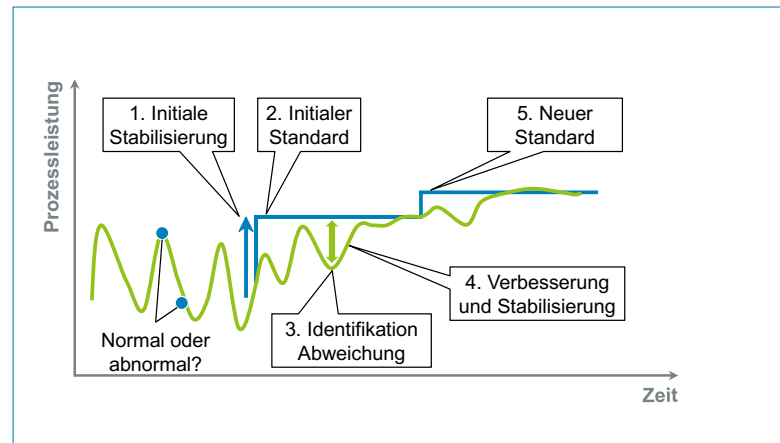 Prozessleistung
1. Initiale
Stabilisierung
2. Initialer
Standard
5. Neuer
Standard
4. Verbesserung
und Stabilisierung
3. Identifikation
Abweichung
Normal oder
abnormal?
Zeit